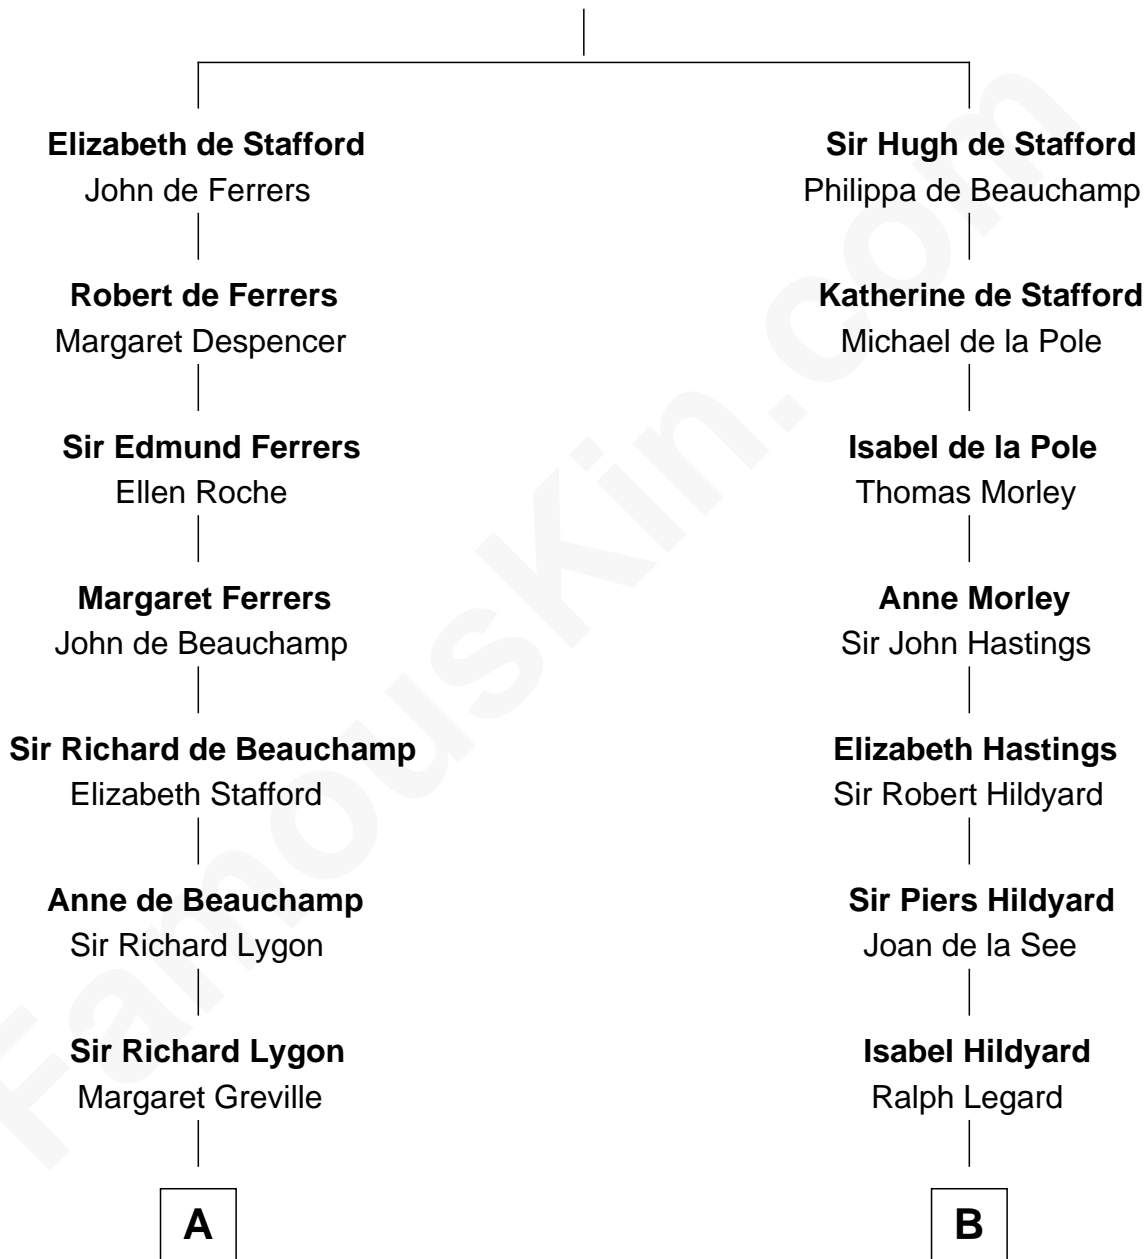 Elizabeth de Stafford
John de Ferrers
Robert de Ferrers
Margaret Despencer
Sir Edmund Ferrers
Ellen Roche
Margaret Ferrers
John de Beauchamp
Sir Richard de Beauchamp
Elizabeth Stafford
Anne de Beauchamp
Sir Richard Lygon
Sir Richard Lygon
Margaret Greville
A
Sir Hugh de Stafford
Philippa de Beauchamp
Katherine de Stafford
Michael de la Pole
Isabel de la Pole
Thomas Morley
Anne Morley
Sir John Hastings
Elizabeth Hastings
Sir Robert Hildyard
Sir Piers Hildyard
Joan de la See
Isabel Hildyard
Ralph Legard
B
FamousKin.com